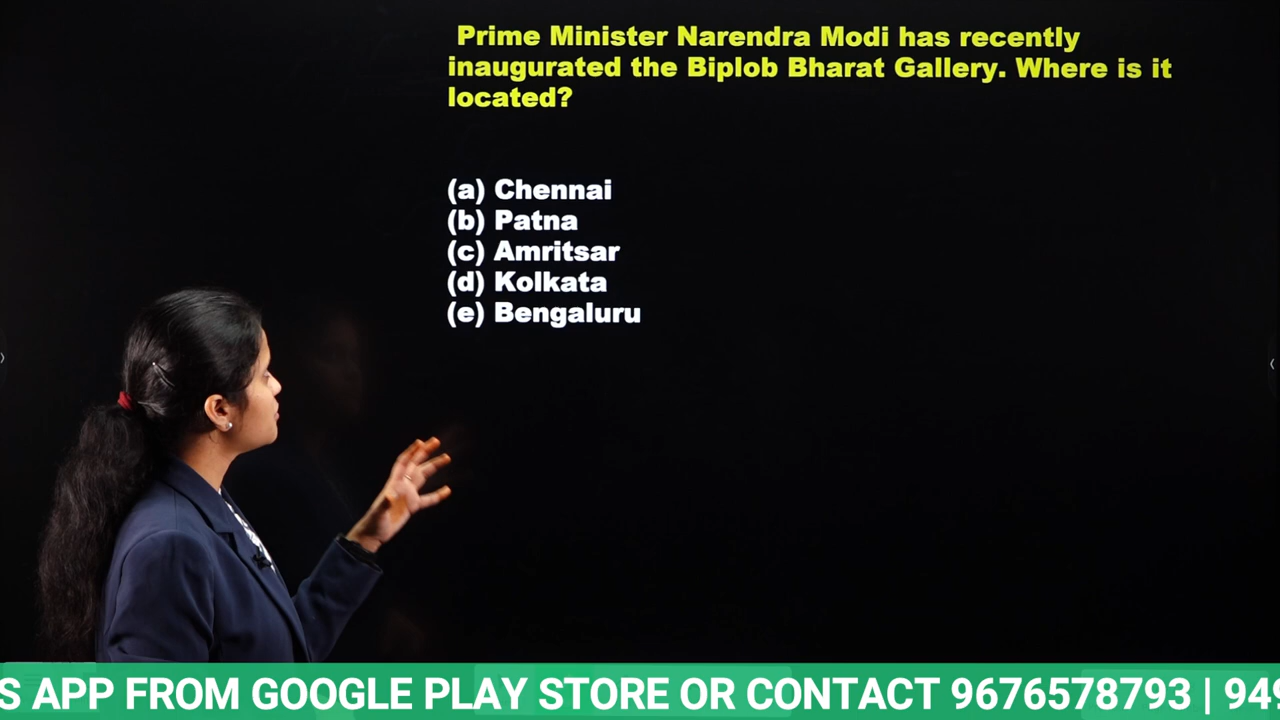 Prime Minister Narendra Modi has recently
inaugurated the Biplob Bharat Gallery. Where is it
located?
(a) Chennai
(b) Patna
(c) Amritsar
(d) Kolkata
(e) Bengaluru
S APP FROM GOOGLE PLAY STORE OR CONTACT 9676578793 | 949